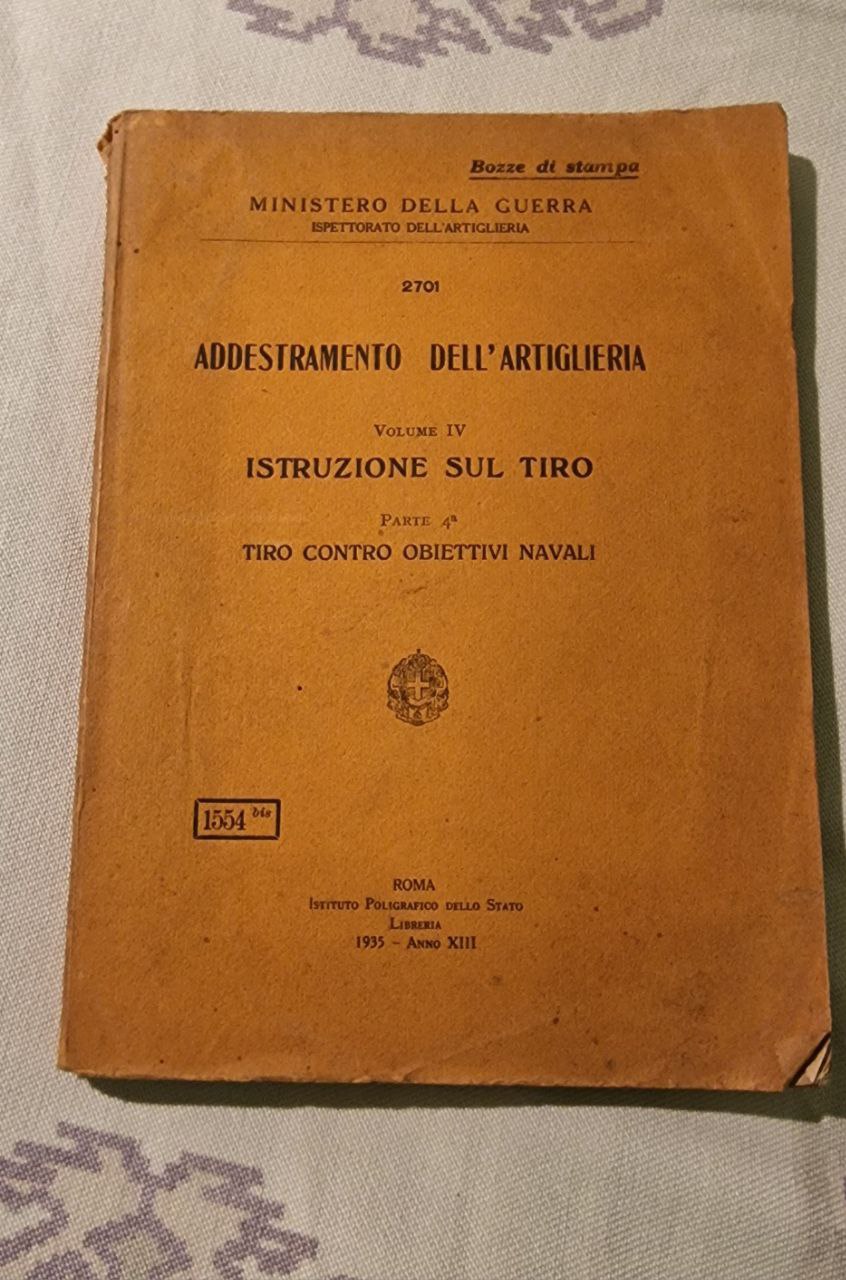 Bozze di stampa
MINISTERO DELLA GUERRA
ISPETTORATO DELL'ARTIGLIERIA
2701
ADDESTRAMENTO DELL'ARTIGLIERIA
VOLUME IV
ISTRUZIONE SUL TIRO
PARTE 4ª
TIRO CONTRO OBIETTIVI NAVALI
1554 bis
ROMA
ISTITUTO POLIGRAFICO DELLO STATO
LIBRERIA
1935 - ANNO XIII